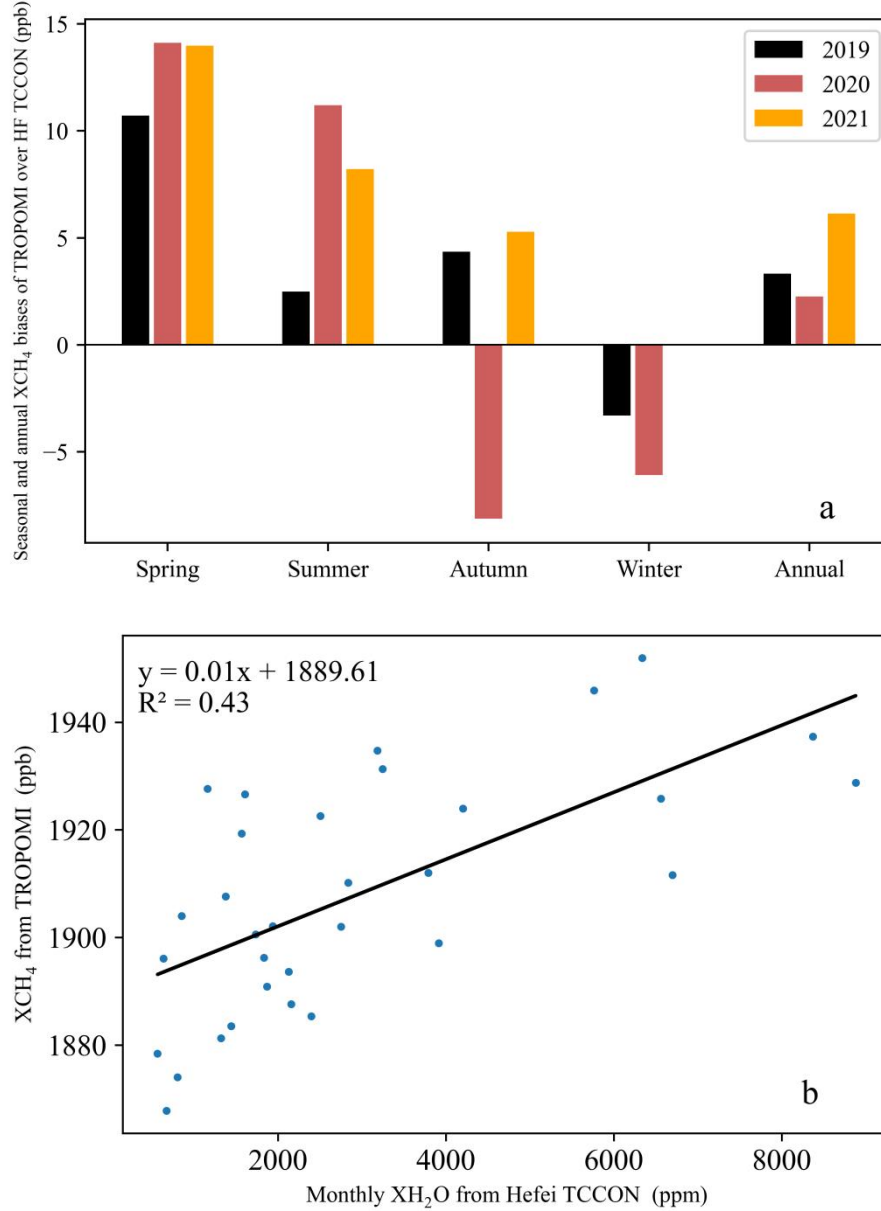 Seasonal and annual XCH₄ biases of TROPOMI over HF TCCON (ppb)
15
10
5
0
−5
2019
2020
2021
a
Spring Summer Autumn Winter Annual
y = 0.01x + 1889.61
R² = 0.43
XCH₄ from TROPOMI (ppb)
1940
1920
1900
1880
b
2000 4000 6000 8000
Monthly XH₂O from Hefei TCCON (ppm)